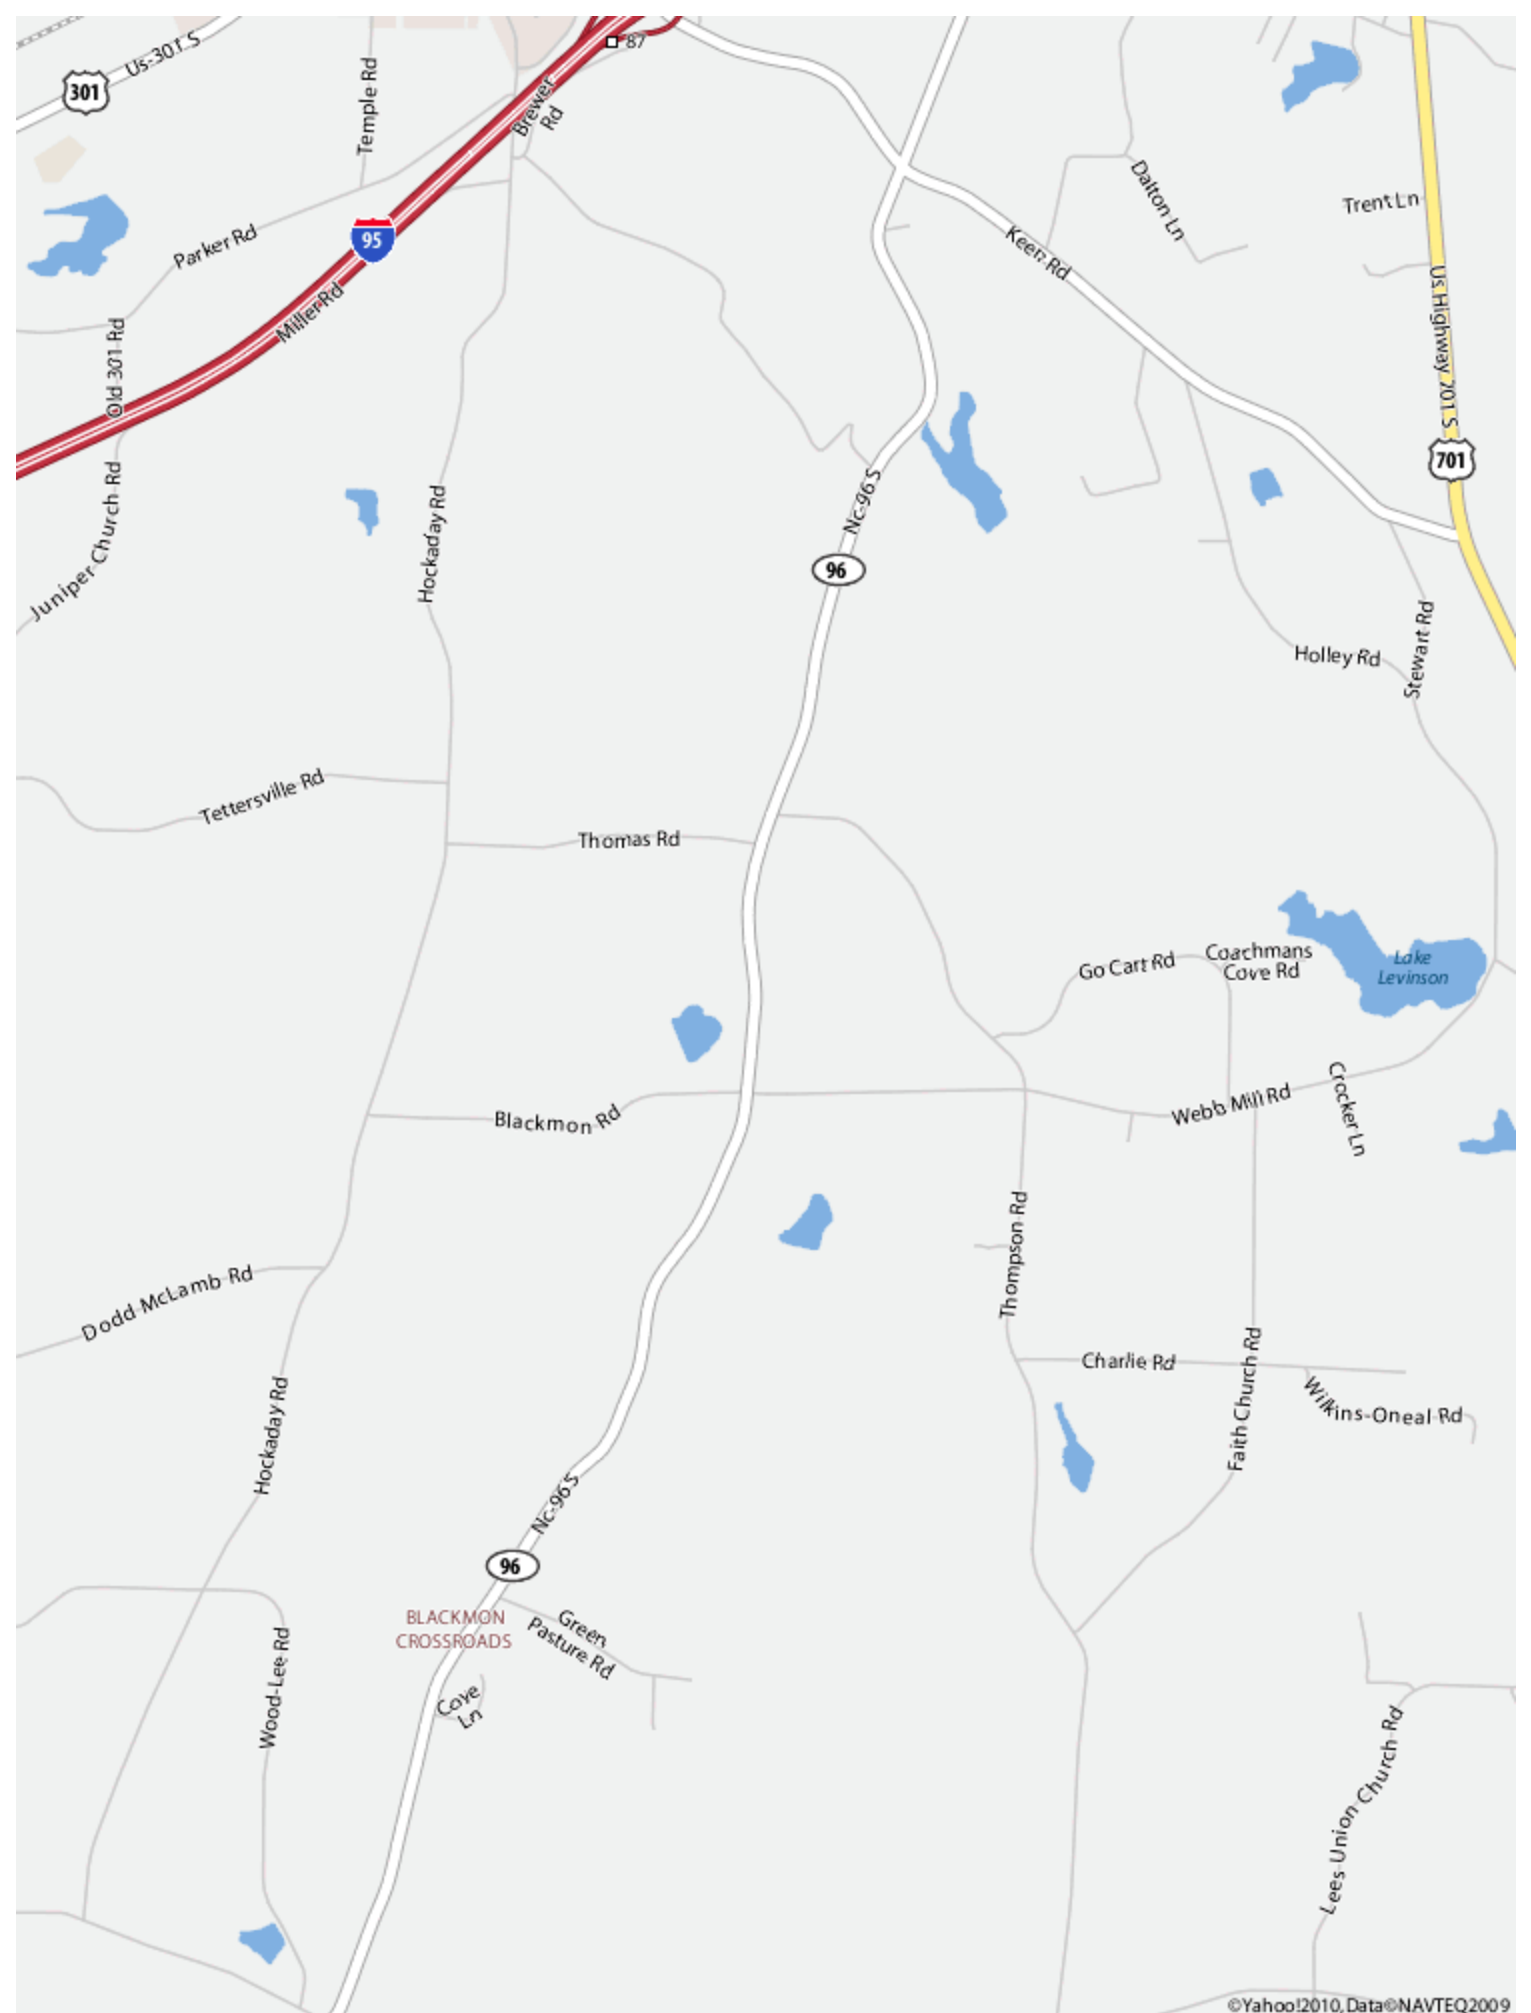 Us-301 S
87
301
Temple Rd
Brewer
Rd
Dalton Ln
Trent Ln
Parker Rd
95
Keen Rd
Miller Rd
Us Highway 701 S
Old 301 Rd
701
Juniper Church Rd
Hockaday Rd
Nc-96 S
96
Stewart Rd
Holley Rd
Tettersville Rd
Thomas Rd
Go Cart Rd
Coachmans
Cove Rd
Lake
Levinson
Crocker Ln
Webb Mill Rd
Blackmon Rd
Thompson Rd
Dodd McLamb Rd
Charlie Rd
Faith Church Rd
Wilkins-Oneal Rd
Hockaday Rd
Nc-96 S
96
BLACKMON
CROSSROADS
Green
Pasture Rd
Wood-Lee Rd
Cove
Ln
Lees Union Church Rd
©Yahoo!2010, Data©NAVTEQ2009